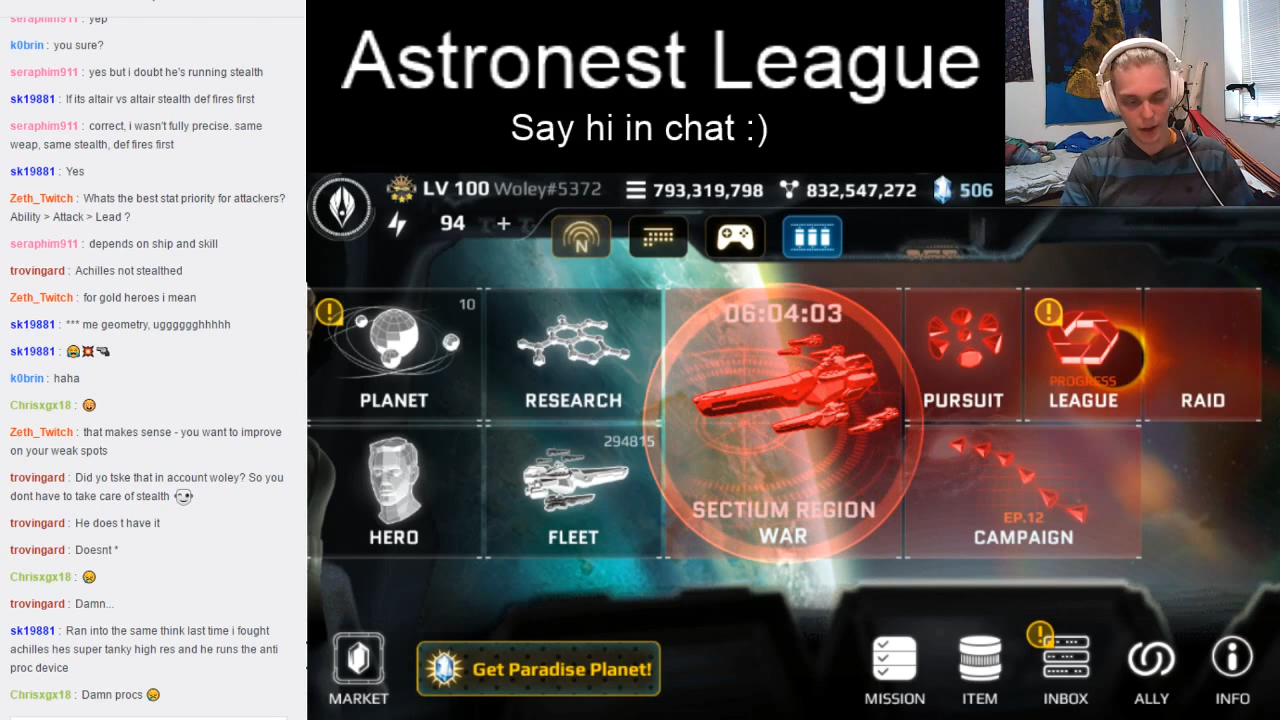 seraphim911 : yep
k0brin : you sure?
seraphim911 : yes but i doubt he's running stealth
sk19881 : If its altair vs altair stealth def fires first
seraphim911 : correct, i wasn't fully precise. same
weap, same stealth, def fires first
sk19881 : Yes
Zeth_Twitch : Whats the best stat priority for attackers?
Ability > Attack > Lead ?
seraphim911 : depends on ship and skill
trovingard : Achilles not stealthed
Zeth_Twitch : for gold heroes i mean
sk19881 : *** me geometry, ugggggghhhhh
sk19881 : 😭💥🔫
k0brin : haha
Chrisxgx18 : 😛
Zeth_Twitch : that makes sense - you want to improve
on your weak spots
trovingard : Did yo tske that in account woley? So you
dont have to take care of stealth
trovingard : He does t have it
trovingard : Doesnt *
Chrisxgx18 : 😖
trovingard : Damn...
sk19881 : Ran into the same think last time i fought
achilles hes super tanky high res and he runs the anti
proc device
Chrisxgx18 : Damn procs 😖
Astronest League
Say hi in chat :)
LV 100 Woley#5372 793,319,798 832,547,272 506
94 +
N
10
PLANET
RESEARCH
06:04:03
SECTIUM REGION
WAR
PURSUIT
PROGRESS
LEAGUE
RAID
HERO
294815
FLEET
EP.12
CAMPAIGN
MARKET
Get Paradise Planet!
MISSION
ITEM
INBOX
ALLY
INFO